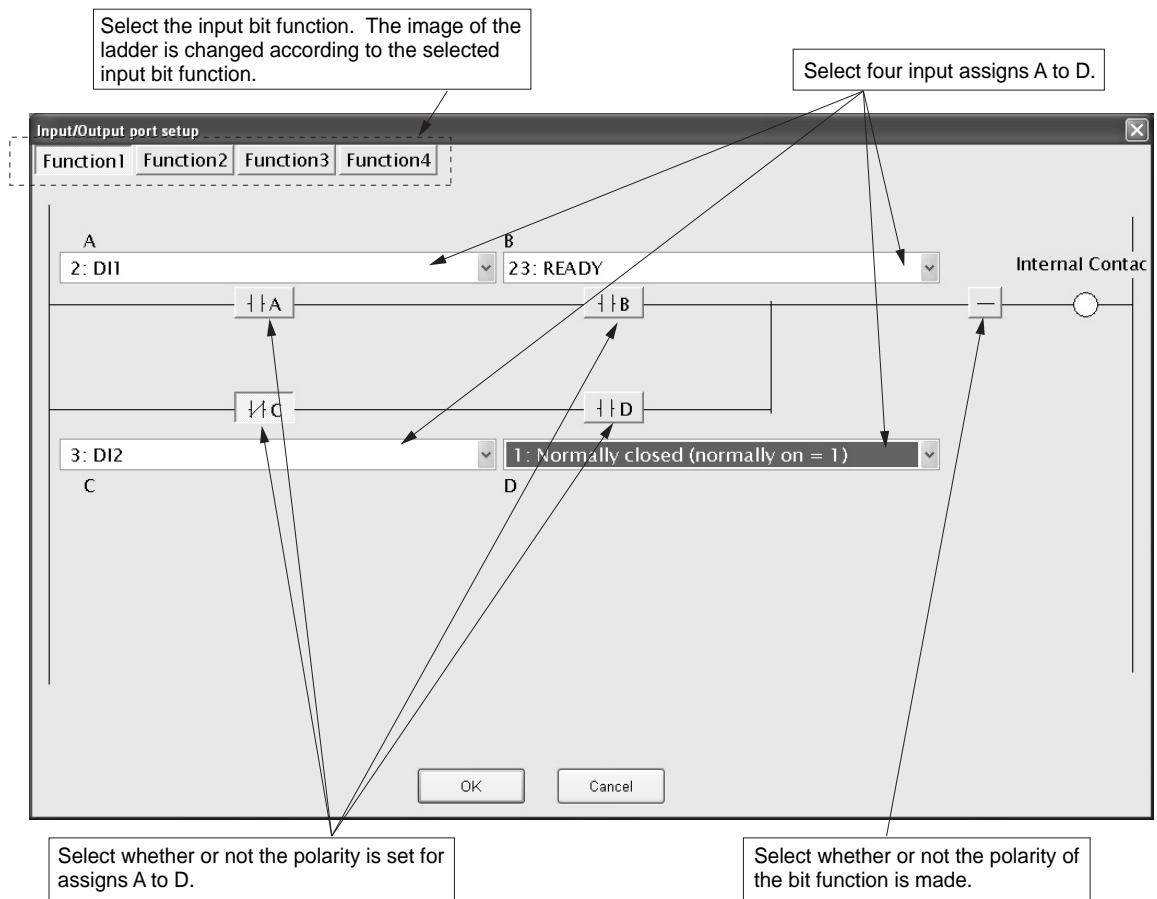 Select the input bit function. The image of the
ladder is changed according to the selected
input bit function.
Select four input assigns A to D.
Input/Output port setup
Function1 Function2 Function3 Function4
A
B
2: DI1
23: READY
Internal Contac
A
B
C
D
3: DI2
1: Normally closed (normally on = 1)
C
D
OK
Cancel
Select whether or not the polarity is set for
assigns A to D.
Select whether or not the polarity of
the bit function is made.